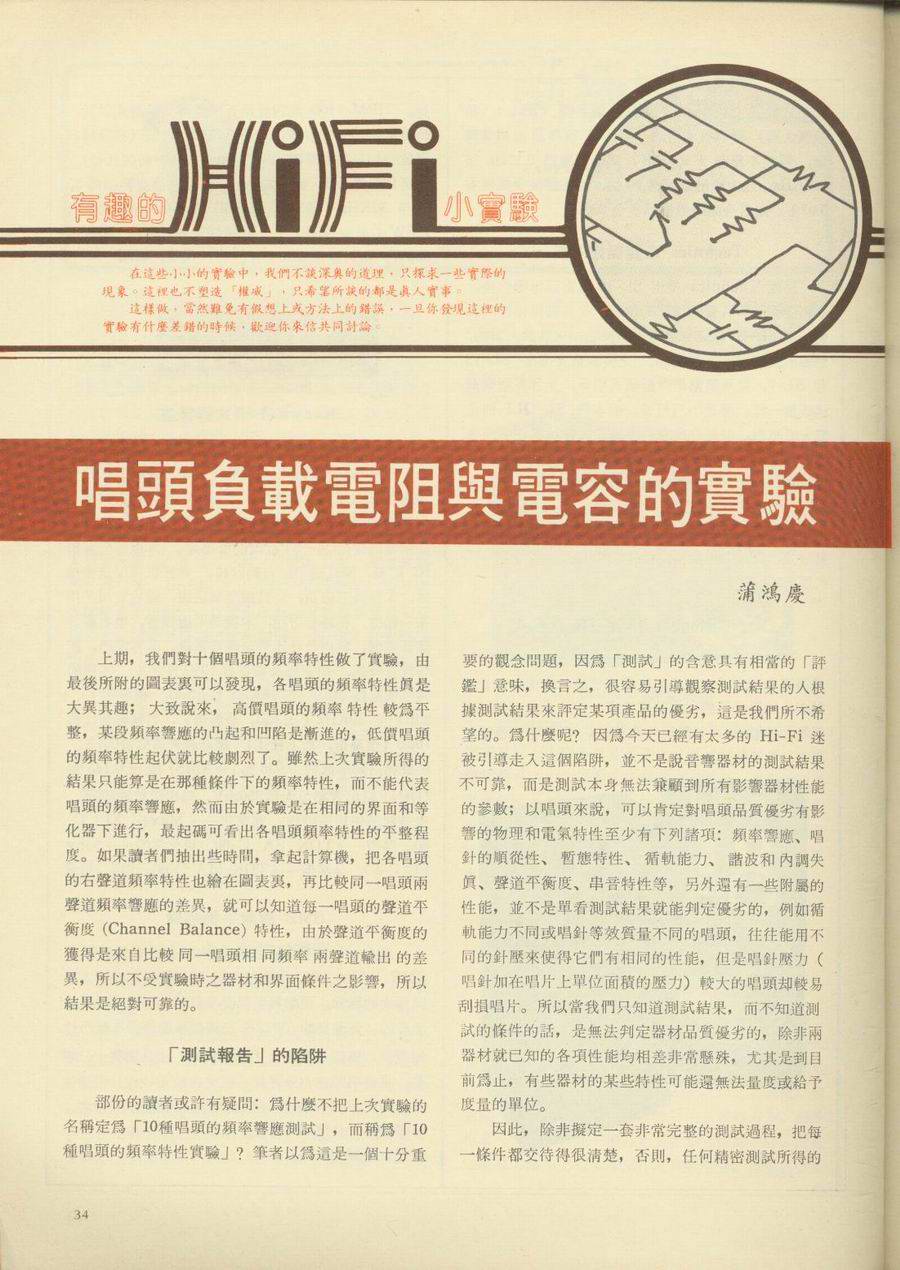 有趣的HiFi小實驗
在這些小小的實驗中，我們不談深奥的道理，只探求一些實際的
現象。這裡也不塑造「權威」，只希望所談的都是眞人實事。
這樣做，當然難免有假想上或方法上的錯誤，一旦你發現這裡的
實驗有什麼差錯的時候，歡迎你來信共同討論。
唱頭負載電阻與電容的實驗
蒲鴻慶
上期，我們對十個唱頭的頻率特性做了實驗，由
最後所附的圖表裏可以發現，各唱頭的頻率特性眞是
大異其趣；大致說來，高價唱頭的頻率特性較爲平
整，某段頻率響應的凸起和凹陷是漸進的，低價唱頭
的頻率特性起伏就比較劇烈了。雖然上次實驗所得的
結果只能算是在那種條件下的頻率特性，而不能代表
唱頭的頻率響應，然而由於實驗是在相同的界面和等
化器下進行，最起碼可看出各唱頭頻率特性的平整程
度。如果讀者們抽出些時間，拿起計算機，把各唱頭
的右聲道頻率特性也繪在圖表裏，再比較同一唱頭兩
聲道頻率響應的差異，就可以知道每一唱頭的聲道平
衡度 (Channel Balance) 特性，由於聲道平衡度的
獲得是來自比較同一唱頭相同頻率兩聲道輸出的差
異，所以不受實驗時之器材和界面條件之影響，所以
結果是絕對可靠的。
「測試報告」的陷阱
部份的讀者或許有疑問：爲什麼不把上次實驗的
名稱定爲「10種唱頭的頻率響應測試」，而稱爲「10
種唱頭的頻率特性實驗」？筆者以爲這是一個十分重
要的觀念問題，因爲「測試」的含意具有相當的「評
鑑」意味，換言之，很容易引導觀察測試結果的人根
據測試結果來評定某項產品的優劣，這是我們所不希
望的。爲什麼呢？因爲今天已經有太多的 Hi-Fi 迷
被引導走入這個陷阱，並不是說音響器材的測試結果
不可靠，而是測試本身無法兼顧到所有影響器材性能
的參數；以唱頭來說，可以肯定對唱頭品質優劣有影
響的物理和電氣特性至少有下列諸項：頻率響應、唱
針的順從性、暫態特性、循軌能力、諧波和內調失
眞、聲道平衡度、串音特性等，另外還有一些附屬的
性能，並不是單看測試結果就能判定優劣的，例如循
軌能力不同或唱針等效質量不同的唱頭，往往能用不
同的針壓來使得它們有相同的性能，但是唱針壓力（
唱針加在唱片上單位面積的壓力）較大的唱頭却較易
刮損唱片。所以當我們只知道測試結果，而不知道測
試的條件的話，是無法判定器材品質優劣的，除非兩
器材就已知的各項性能均相差非常懸殊，尤其是到目
前爲止，有些器材的某些特性可能還無法量度或給予
度量的單位。
因此，除非擬定一套非常完整的測試過程，把每
一條件都交待得很清楚，否則，任何精密測試所得的
34